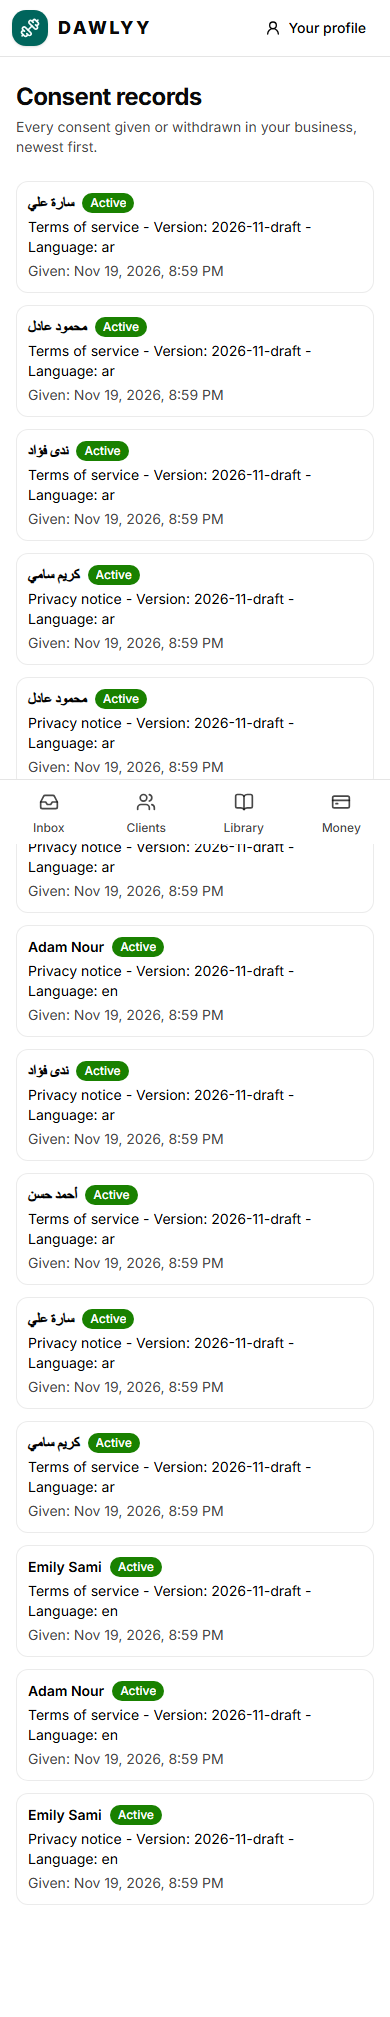 DAWLYY
Your profile
Consent records
Every consent given or withdrawn in your business,
newest first.
سارة علي Active
Terms of service - Version: 2026-11-draft -
Language: ar
Given: Nov 19, 2026, 8:59 PM
محمود عادل Active
Terms of service - Version: 2026-11-draft -
Language: ar
Given: Nov 19, 2026, 8:59 PM
ندى فؤاد Active
Terms of service - Version: 2026-11-draft -
Language: ar
Given: Nov 19, 2026, 8:59 PM
كريم سامي Active
Privacy notice - Version: 2026-11-draft -
Language: ar
Given: Nov 19, 2026, 8:59 PM
محمود عادل Active
Privacy notice - Version: 2026-11-draft -
Language: ar
Given: Nov 19, 2026, 8:59 PM
Inbox
Clients
Library
Money
Privacy notice - Version: 2026-11-draft -
Language: ar
Given: Nov 19, 2026, 8:59 PM
Adam Nour Active
Privacy notice - Version: 2026-11-draft -
Language: en
Given: Nov 19, 2026, 8:59 PM
ندى فؤاد Active
Privacy notice - Version: 2026-11-draft -
Language: ar
Given: Nov 19, 2026, 8:59 PM
أحمد حسن Active
Terms of service - Version: 2026-11-draft -
Language: ar
Given: Nov 19, 2026, 8:59 PM
سارة علي Active
Privacy notice - Version: 2026-11-draft -
Language: ar
Given: Nov 19, 2026, 8:59 PM
كريم سامي Active
Terms of service - Version: 2026-11-draft -
Language: ar
Given: Nov 19, 2026, 8:59 PM
Emily Sami Active
Terms of service - Version: 2026-11-draft -
Language: en
Given: Nov 19, 2026, 8:59 PM
Adam Nour Active
Terms of service - Version: 2026-11-draft -
Language: en
Given: Nov 19, 2026, 8:59 PM
Emily Sami Active
Privacy notice - Version: 2026-11-draft -
Language: en
Given: Nov 19, 2026, 8:59 PM